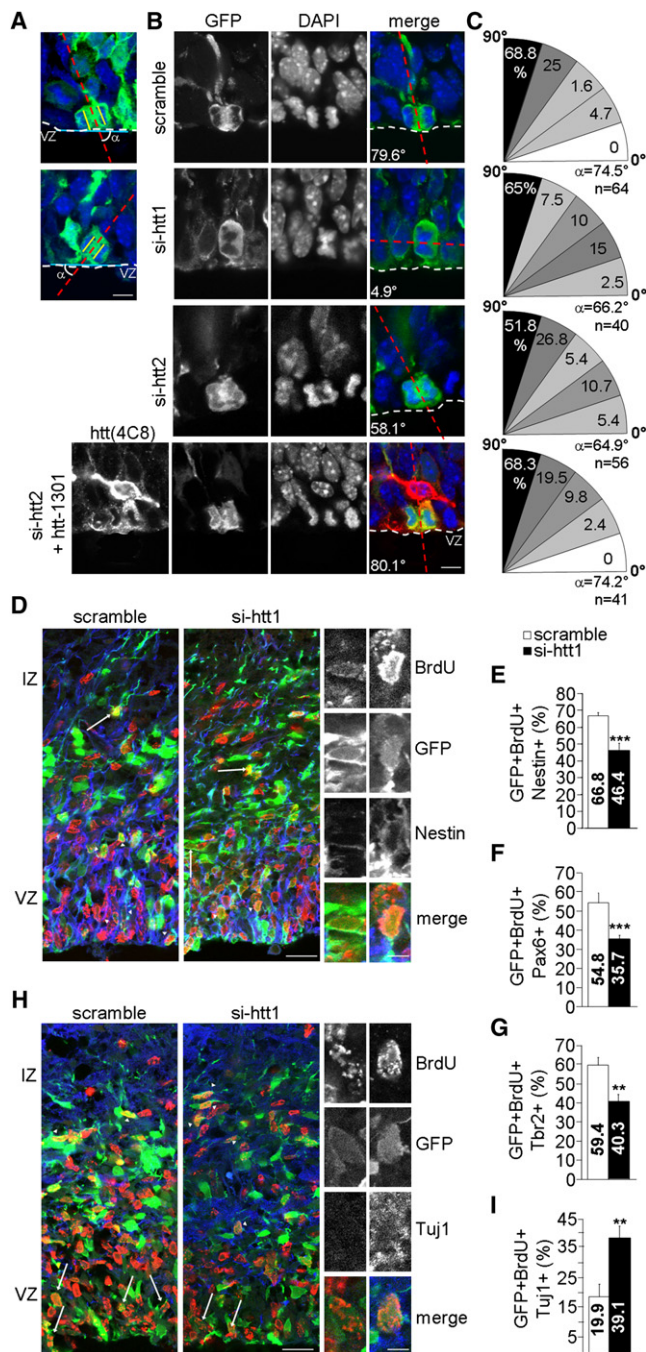 A
B
GFP
DAPI
merge
C
VZ
α
α
VZ
scramble
79.6°
si-htt1
4.9°
si-htt2
58.1°
htt(4C8)
si-htt2
+ htt-1301
VZ
80.1°
90°
68.8
%
25
1.6
4.7
0
0°
α=74.5°
n=64
90°
65%
7.5
10
15
2.5
0°
α=66.2°
n=40
90°
51.8
%
26.8
5.4
10.7
5.4
0°
α=64.9°
n=56
90°
68.3
%
19.5
9.8
2.4
0
0°
α=74.2°
n=41
D
scramble
si-htt1
IZ
VZ
BrdU
GFP
Nestin
merge
scramble
si-htt1
E
GFP+BrdU+
Nestin+ (%)
80
70
60
50
40
30
20
10
0
66.8
46.4
***
F
GFP+BrdU+
Pax6+ (%)
70
60
50
40
30
20
10
0
54.8
35.7
***
G
GFP+BrdU+
Tbr2+ (%)
70
60
50
40
30
20
10
0
59.4
40.3
**
H
scramble
si-htt1
IZ
VZ
BrdU
GFP
Tuj1
merge
I
GFP+BrdU+
Tuj1+ (%)
45
35
25
15
5
19.9
39.1
**